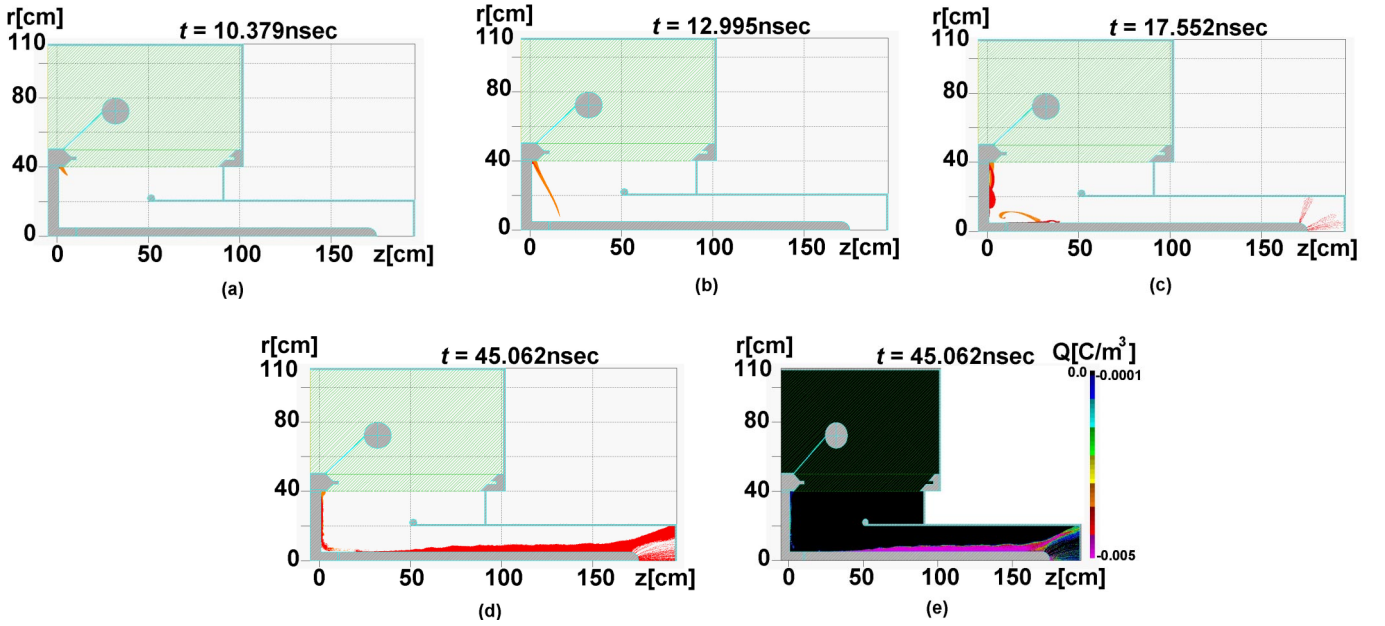 r[cm]
t = 10.379nsec
110
80
40
0
0
50
100
150
z[cm]
(a)
r[cm]
t = 12.995nsec
110
80
40
0
0
50
100
150
z[cm]
(b)
r[cm]
t = 17.552nsec
110
80
40
0
0
50
100
150
z[cm]
(c)
r[cm]
t = 45.062nsec
110
80
40
0
0
50
100
150
z[cm]
(d)
r[cm]
t = 45.062nsec
Q[C/m³]
110
0.0
-0.0001
80
40
-0.005
0
0
50
100
150
z[cm]
(e)